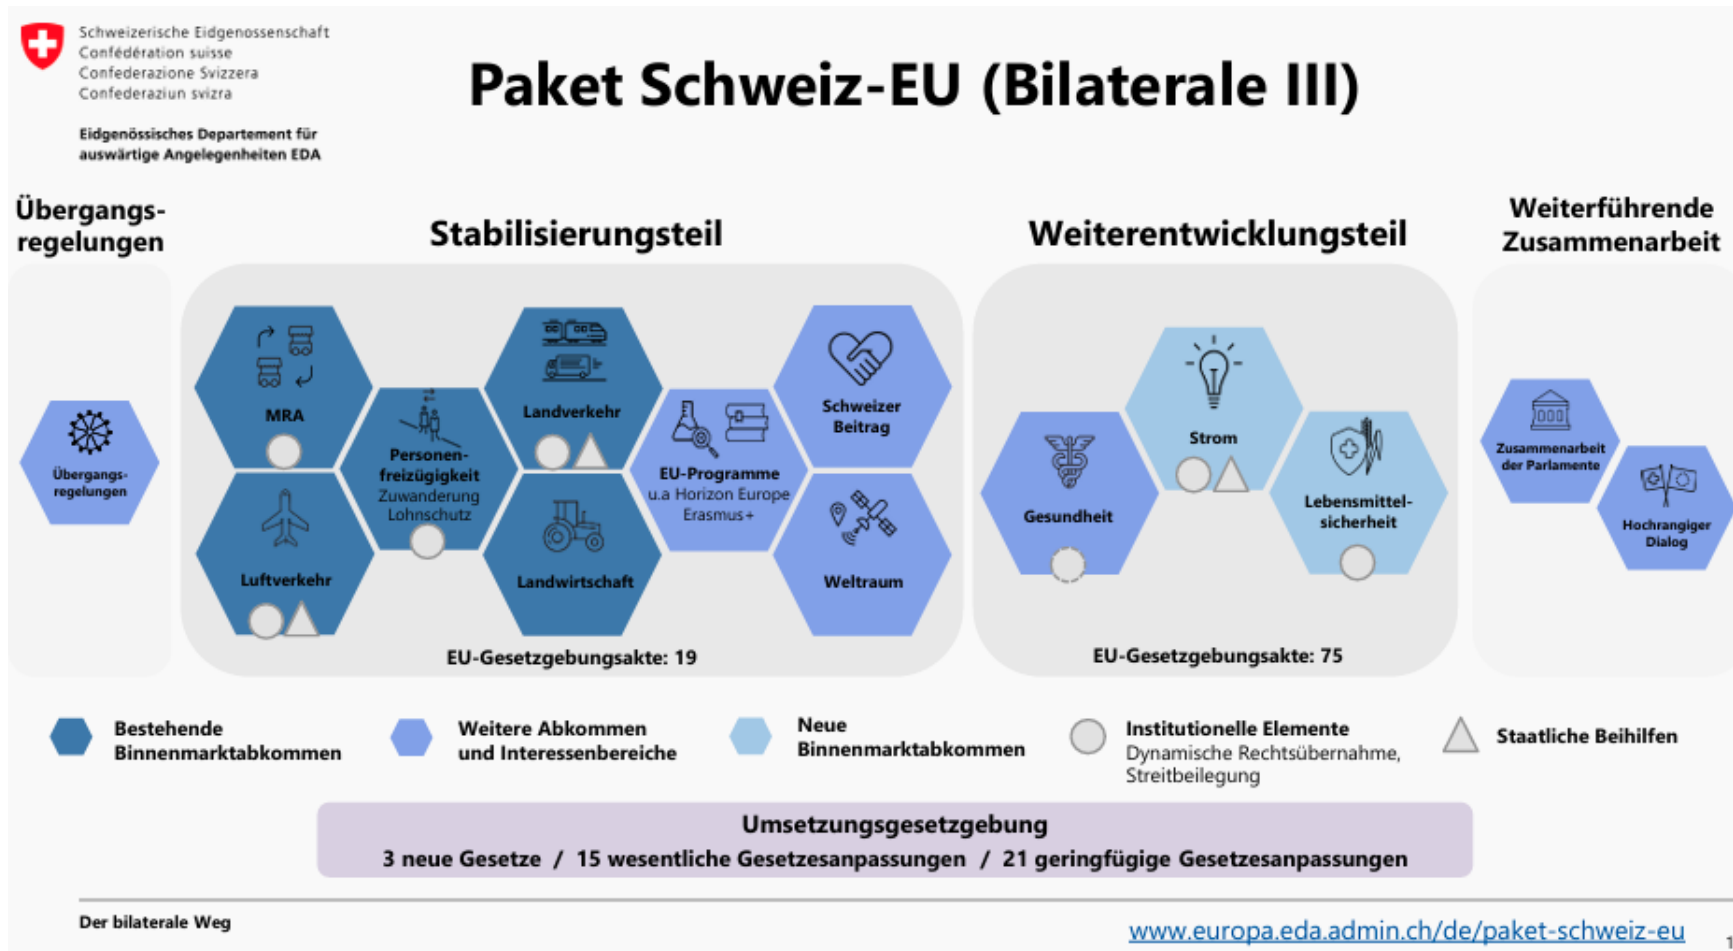 Schweizerische Eidgenossenschaft
Confédération suisse
Confederazione Svizzera
Confederaziun svizra
Eidgenössisches Departement für
auswärtige Angelegenheiten EDA
Paket Schweiz-EU (Bilaterale III)
Übergangs-
regelungen
Stabilisierungsteil
Weiterentwicklungsteil
Weiterführende
Zusammenarbeit
Übergangs-
regelungen
MRA
Personen-
freizügigkeit
Zuwanderung
Lohnschutz
Landverkehr
EU-Programme
u.a Horizon Europe
Erasmus+
Schweizer
Beitrag
Luftverkehr
Landwirtschaft
Weltraum
EU-Gesetzgebungsakte: 19
Gesundheit
Strom
Lebensmittel-
sicherheit
EU-Gesetzgebungsakte: 75
Zusammenarbeit
der Parlamente
Hochrangiger
Dialog
Bestehende
Binnenmarktabkommen
Weitere Abkommen
und Interessenbereiche
Neue
Binnenmarktabkommen
Institutionelle Elemente
Dynamische Rechtsübernahme,
Streitbeilegung
Staatliche Beihilfen
Umsetzungsgesetzgebung
3 neue Gesetze / 15 wesentliche Gesetzesanpassungen / 21 geringfügige Gesetzesanpassungen
Der bilaterale Weg
www.europa.eda.admin.ch/de/paket-schweiz-eu
1